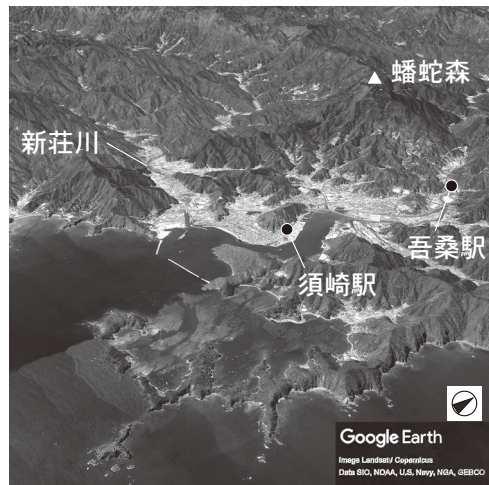 蟠蛇森
新荘川
吾桑駅
須崎駅
Google Earth
Image Landsat/ Copernicus
Data SIO, NOAA, U.S. Navy, NGA, GEBCO